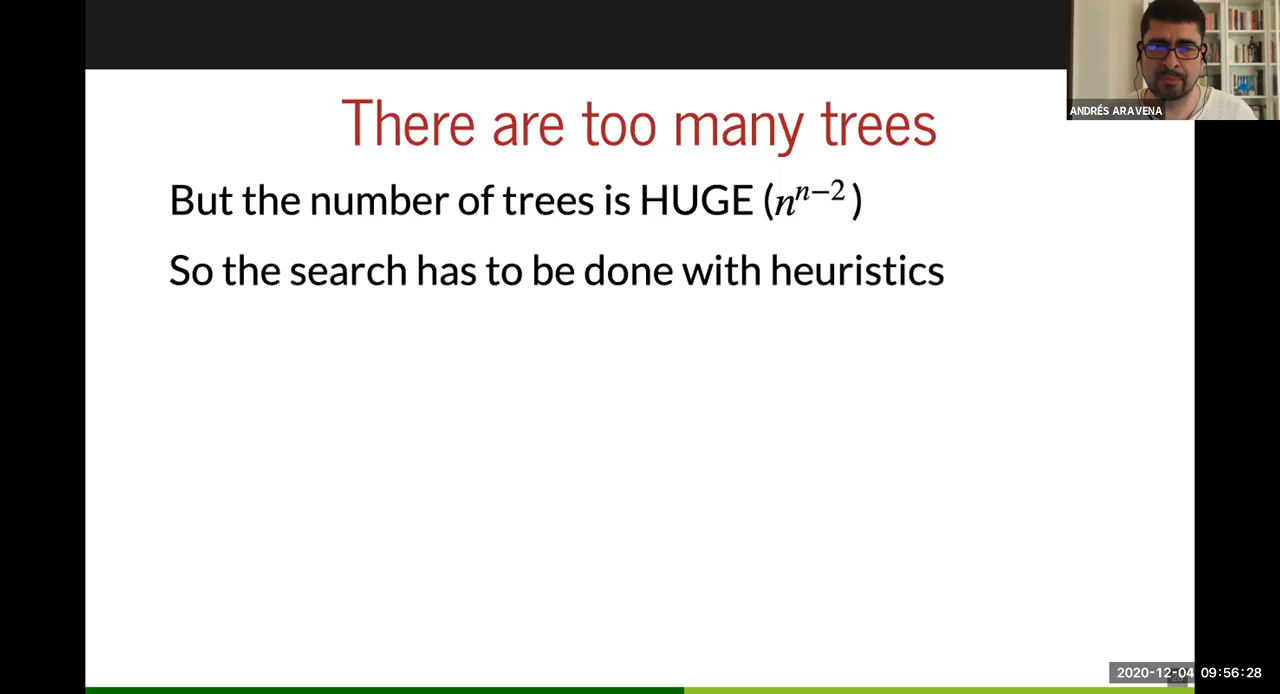 ANDRÉS ARAVENA
There are too many trees
But the number of trees is HUGE (n^{n−2})
So the search has to be done with heuristics
2020-12-04 09:56:28